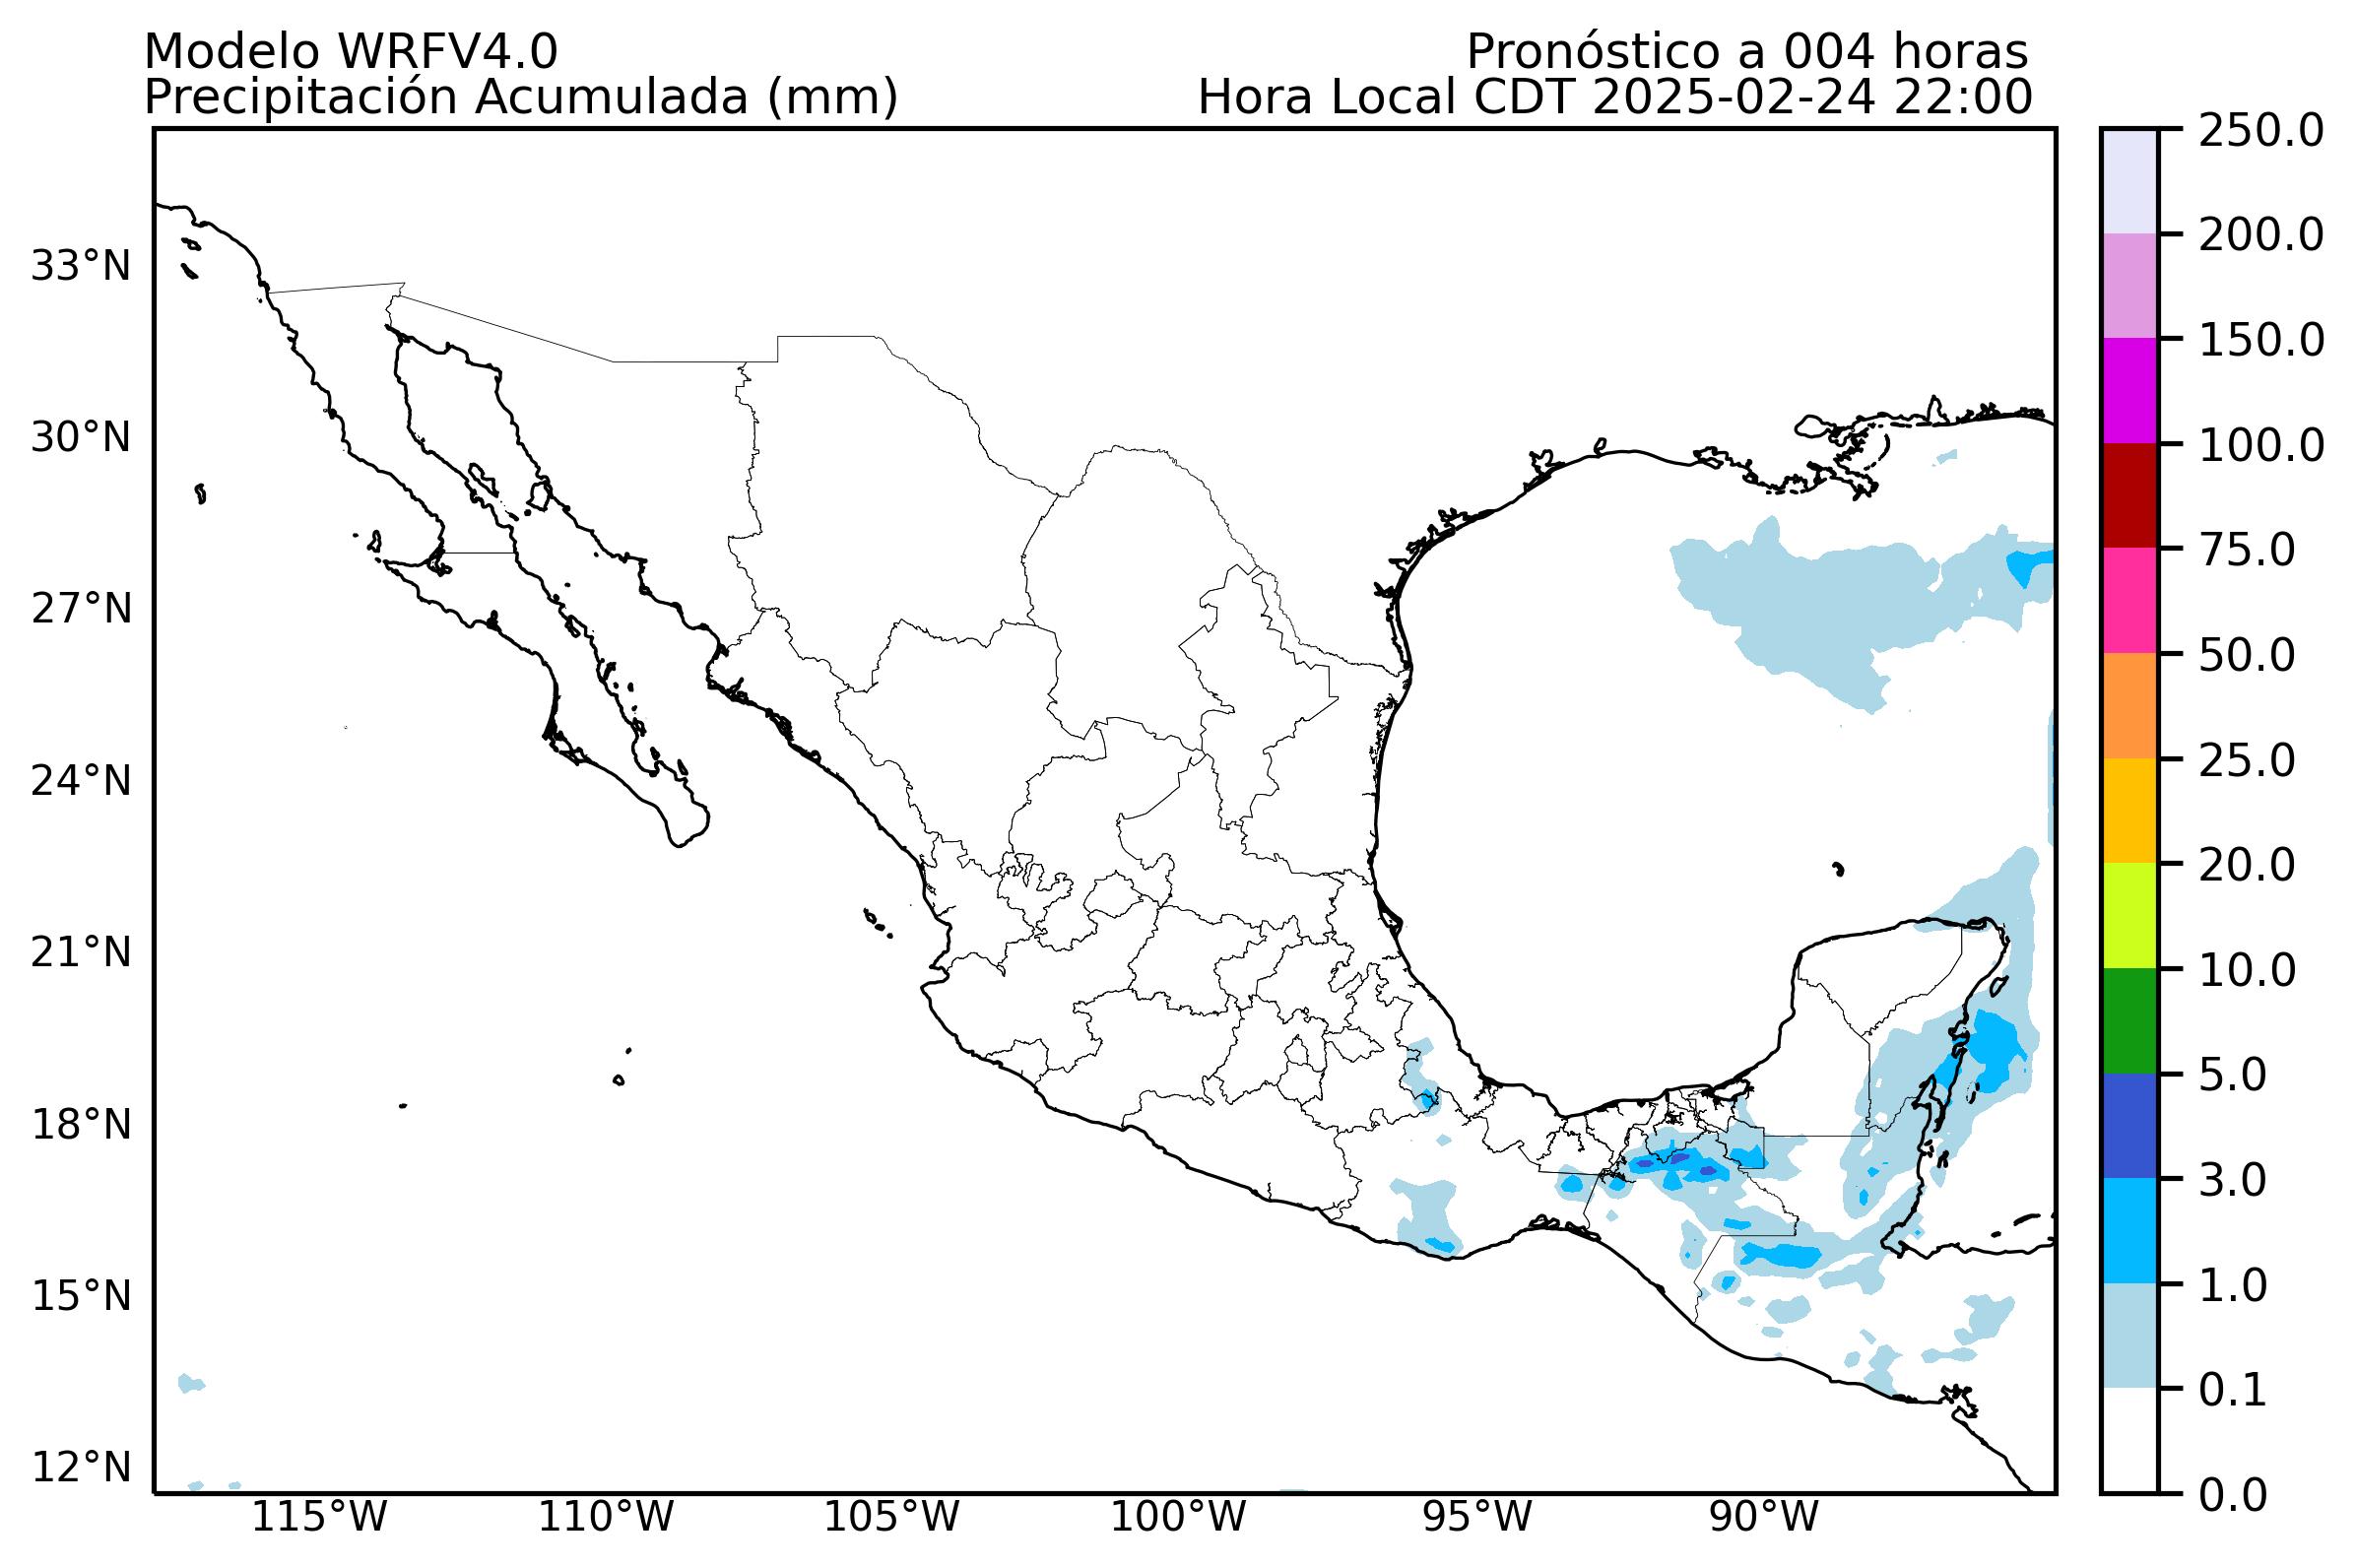 Modelo WRFV4.0
Pronóstico a 004 horas
Precipitación Acumulada (mm)
Hora Local CDT 2025-02-24 22:00
33°N
30°N
27°N
24°N
21°N
18°N
15°N
12°N
115°W
110°W
105°W
100°W
95°W
90°W
250.0
200.0
150.0
100.0
75.0
50.0
25.0
20.0
10.0
5.0
3.0
1.0
0.1
0.0